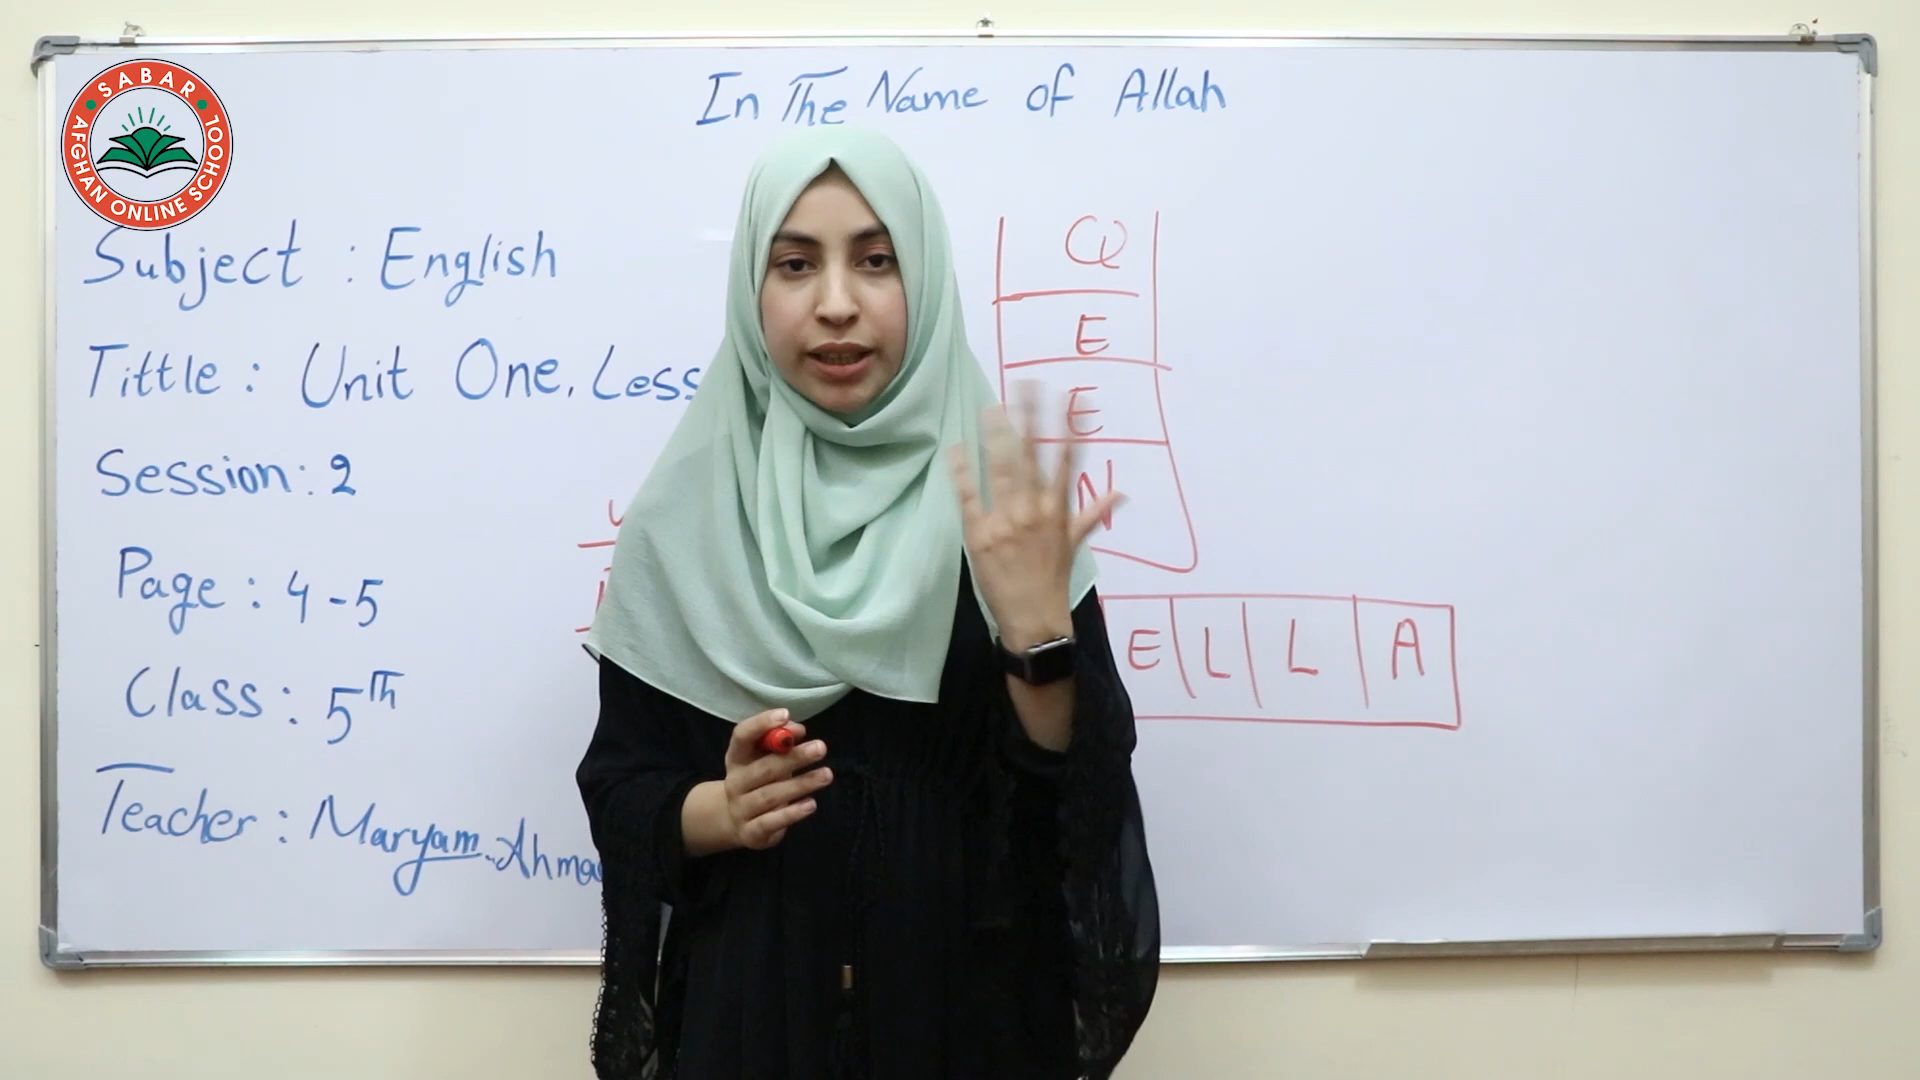 SABAR
AFGHAN ONLINE SCHOOL
In The Name of Allah
Subject : English
Tittle : Unit One, Less
Session : 2
Page : 4-5
Class : 5Th
Teacher : Maryam Ahma
Q
E
E
N
E L L A